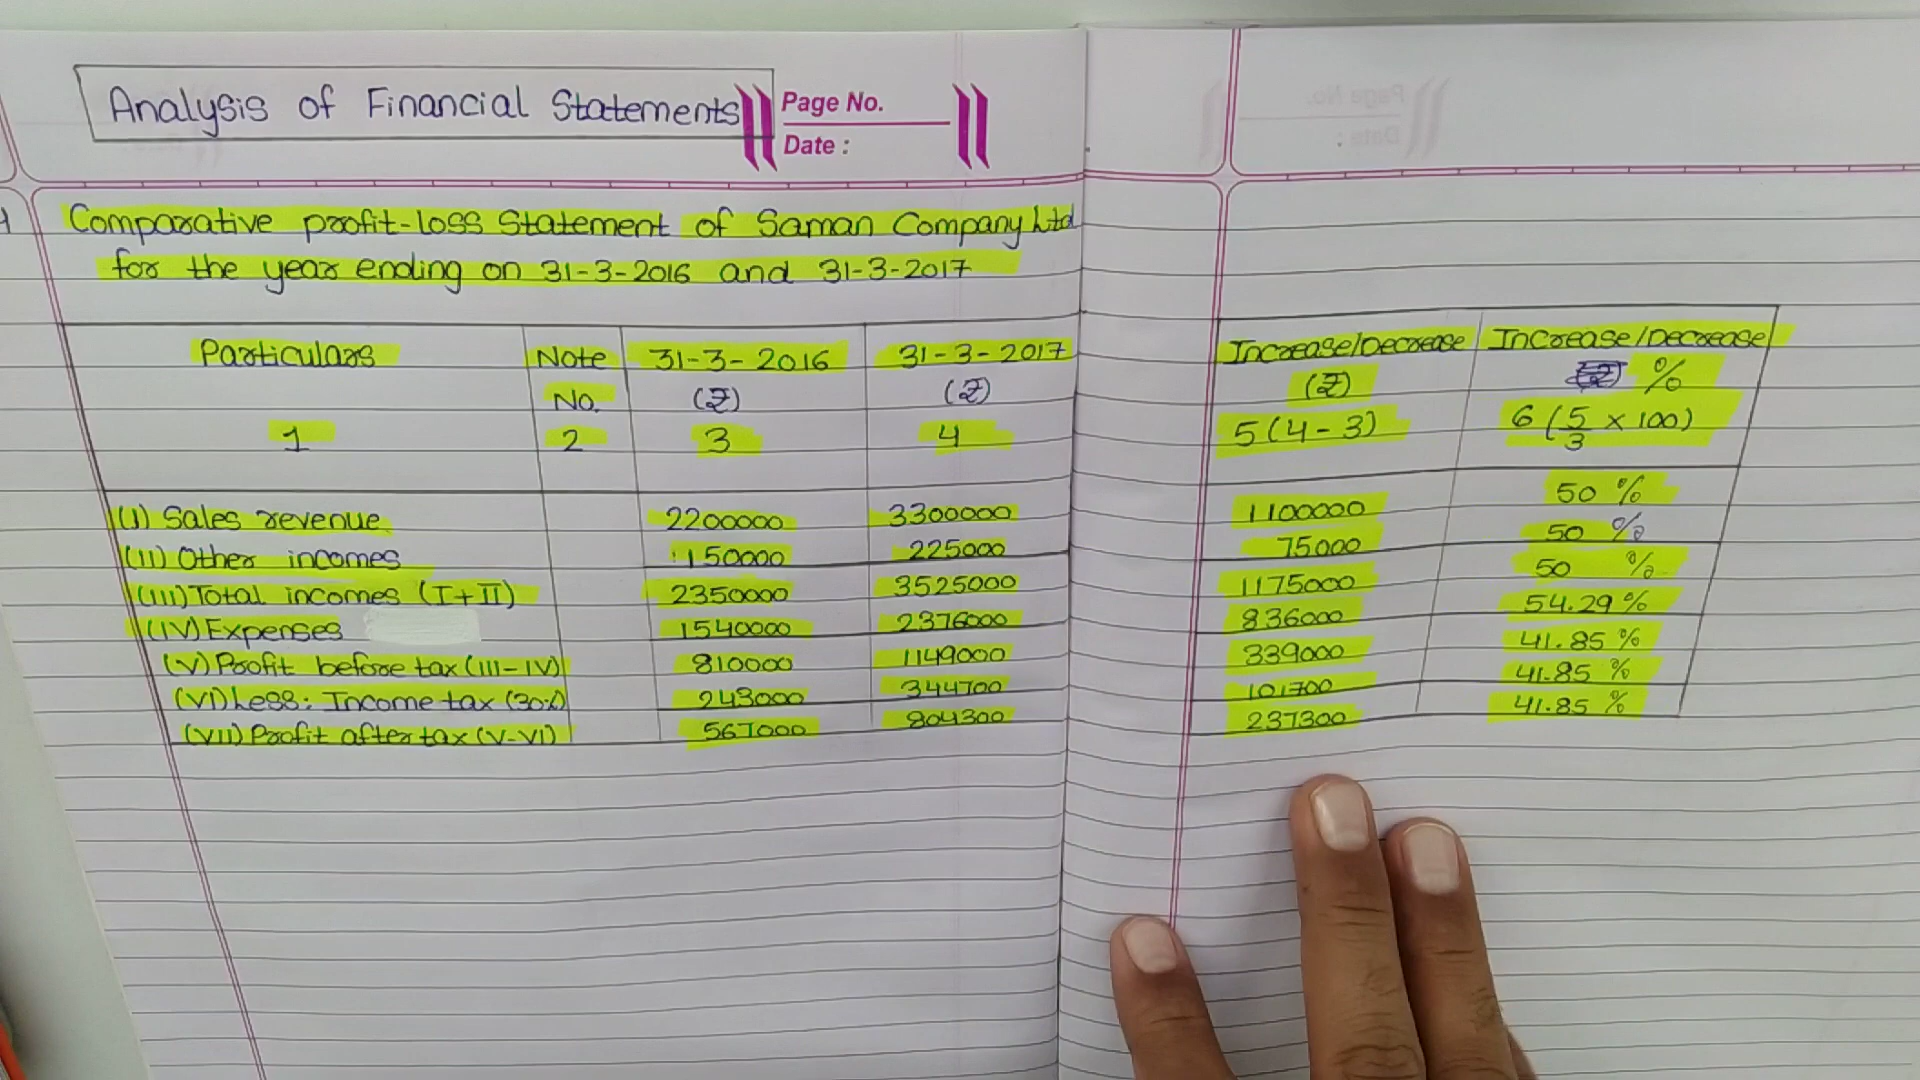 Analysis of Financial Statements
Page No.
Date :
Comparative profit-loss Statement of Saman Company Ltd
for the year ending on 31-3-2016 and 31-3-2017
Particulars Note 31-3-2016 31-3-2017 Increase/Decrease Increase/Decrease
No. (₹) (₹) (₹) %
1 2 3 4 5 (4-3) 6 (5/3 x 100)
(I) Sales revenue 2200000 3300000 1100000 50 %
(II) Other incomes 150000 225000 75000 50 %
(III) Total incomes (I+II) 2350000 3525000 1175000 50 %
(IV) Expenses 1540000 2376000 836000 54.29 %
(V) Profit before tax (III-IV) 810000 1149000 339000 41.85 %
(VI) Less: Income tax (30%) 243000 344700 101700 41.85 %
(VII) Profit after tax (V-VI) 567000 804300 237300 41.85 %